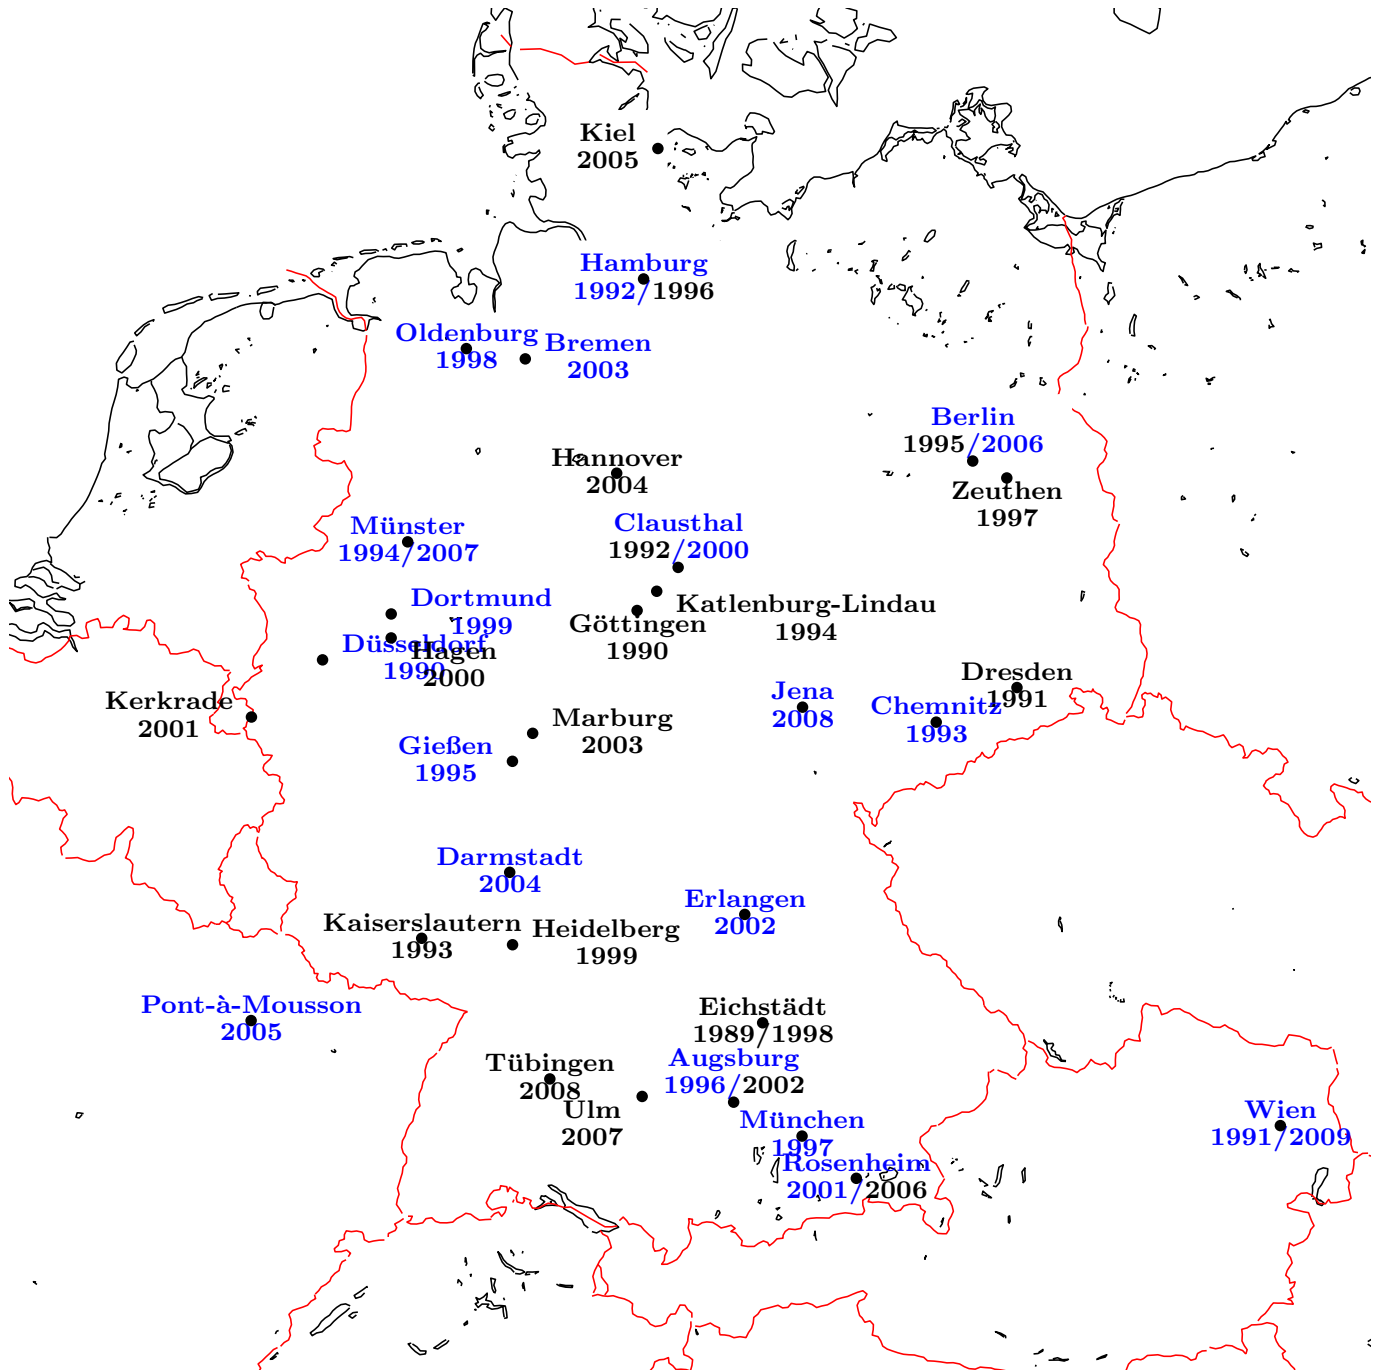 Kiel
2005
Hamburg
1992/1996
Oldenburg
1998
Bremen
2003
Berlin
1995/2006
Hannover
2004
Zeuthen
1997
Münster
1994/2007
Clausthal
1992/2000
Dortmund
1999
Katlenburg-Lindau
1994
Göttingen
1990
Düsseldorf
1990
Hagen
2000
Dresden
1991
Kerkrade
2001
Jena
2008
Chemnitz
1993
Marburg
2003
Gießen
1995
Darmstadt
2004
Erlangen
2002
Kaiserslautern
1993
Heidelberg
1999
Pont-à-Mousson
2005
Eichstädt
1989/1998
Tübingen
2008
Augsburg
1996/2002
Ulm
2007
München
1997
Wien
1991/2009
Rosenheim
2001/2006